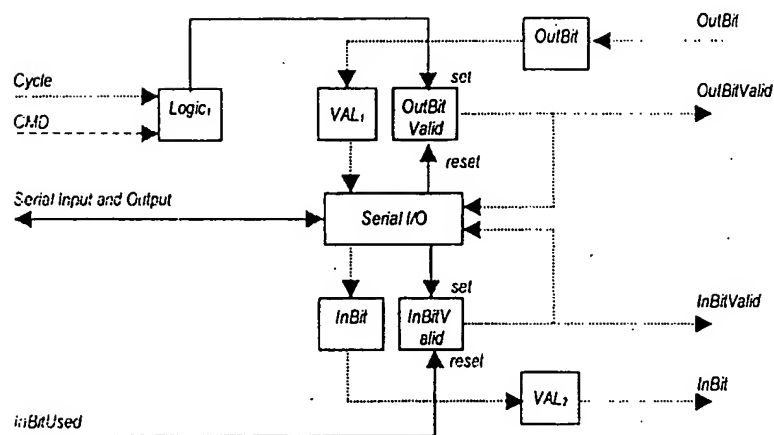 OutBit
OutBit
Cycle
OutBitValid
set
Logic₁
VAL₁
OutBit
Valid
CMD
reset
Serial Input and Output
Serial I/O
set
InBitValid
InBit
InBitV
alid
reset
InBit
VAL₂
InBitUsed